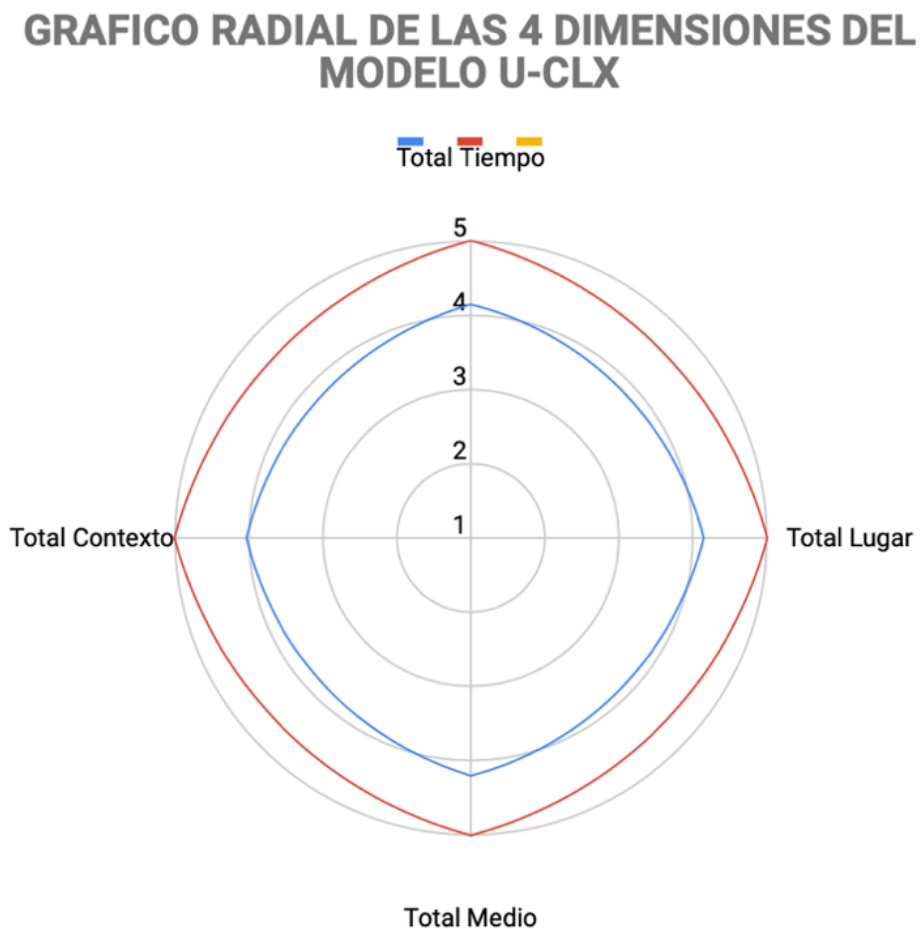 GRAFICO RADIAL DE LAS 4 DIMENSIONES DEL
MODELO U-CLX
Total Tiempo
5
4
3
2
1
Total Contexto
Total Lugar
Total Medio